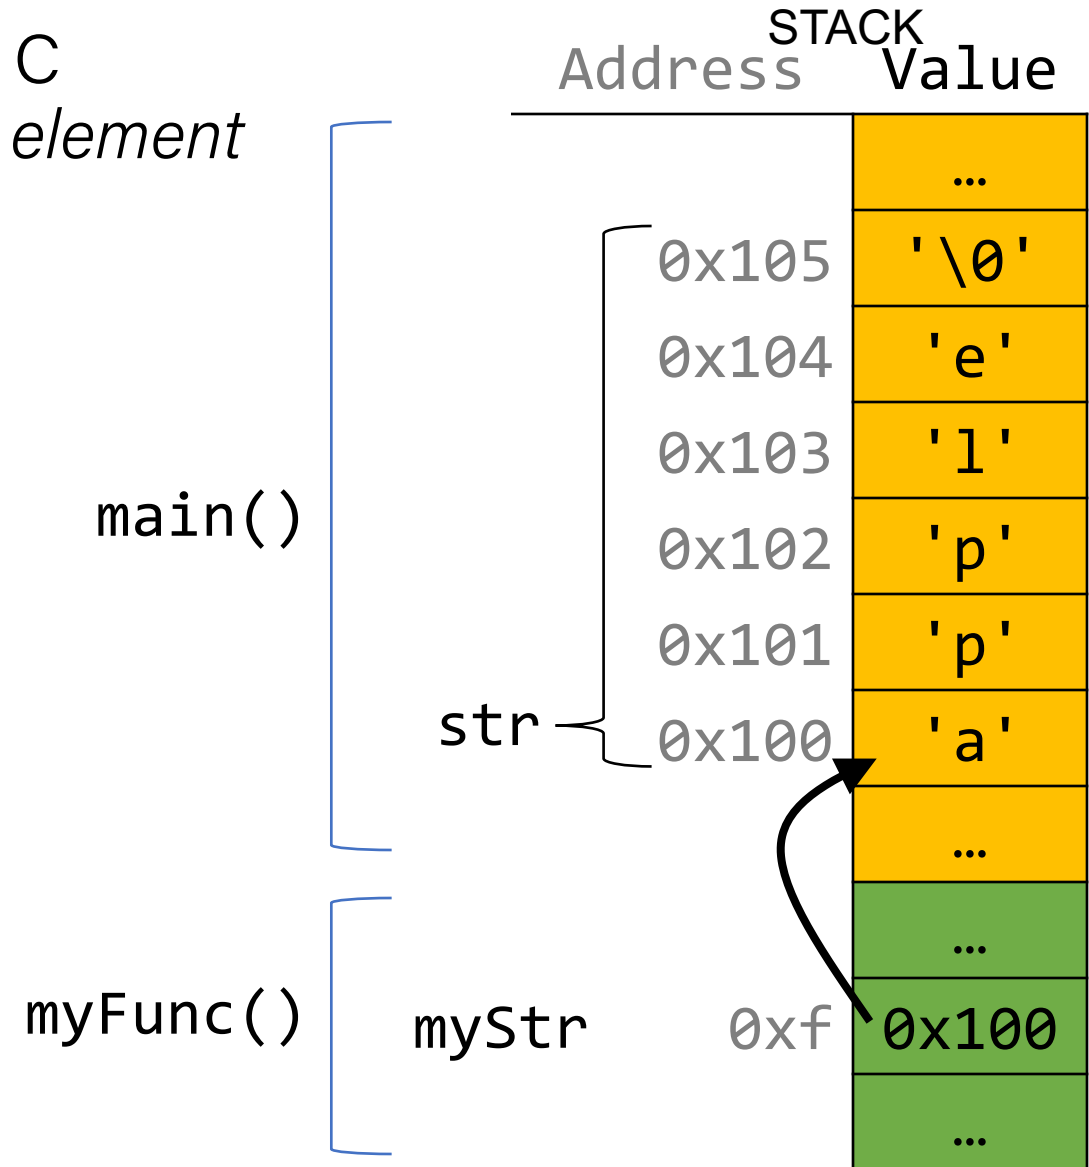 C
element
STACK
Address Value
…
0x105 '\0'
0x104 'e'
0x103 'l'
main()
0x102 'p'
0x101 'p'
str 0x100 'a'
…
…
myFunc() myStr 0xf 0x100
…